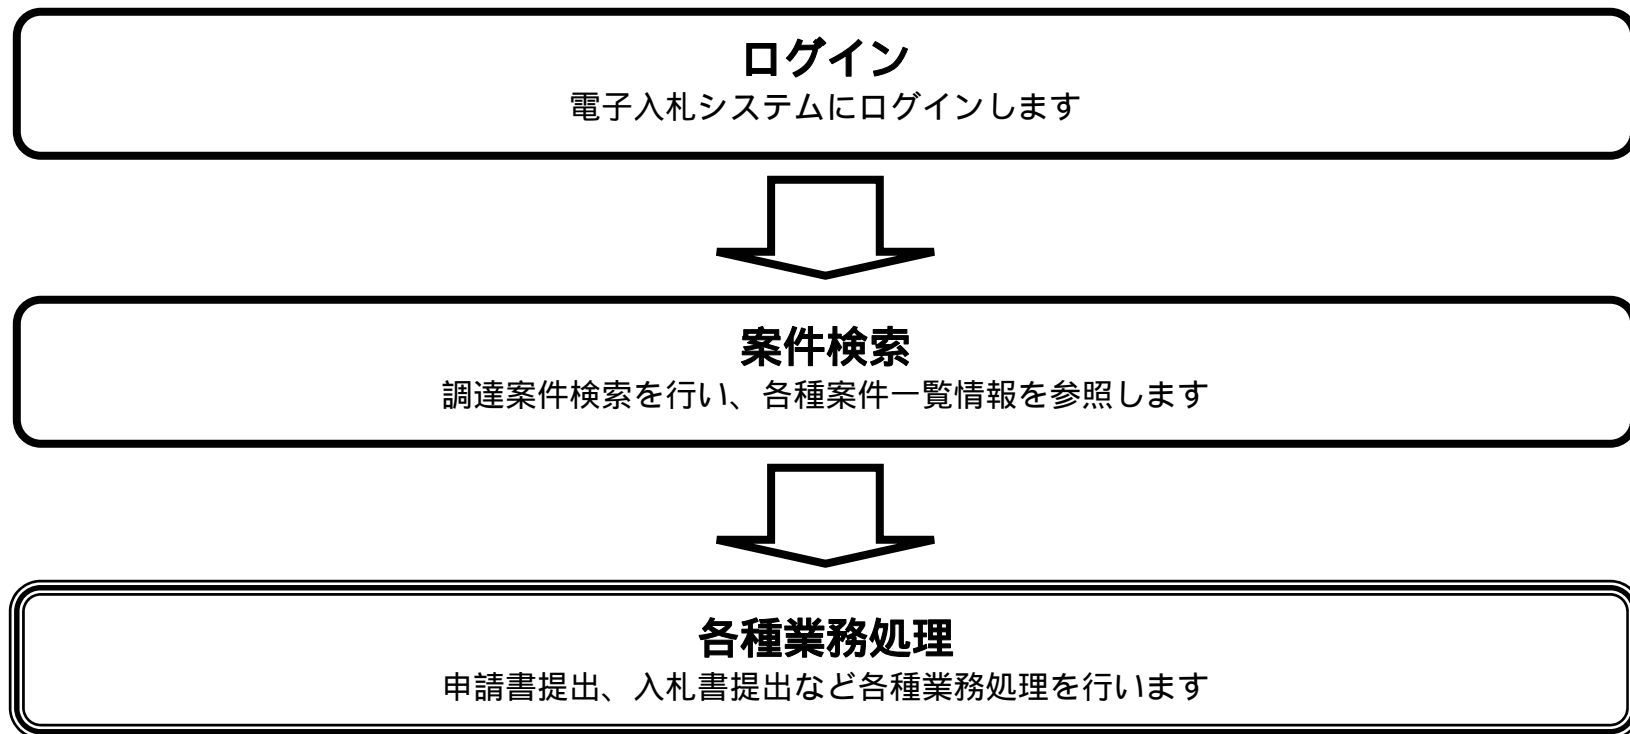 ログイン
電子入札システムにログインします
案件検索
調達案件検索を行い、各種案件一覧情報を参照します
各種業務処理
申請書提出、入札書提出など各種業務処理を行います